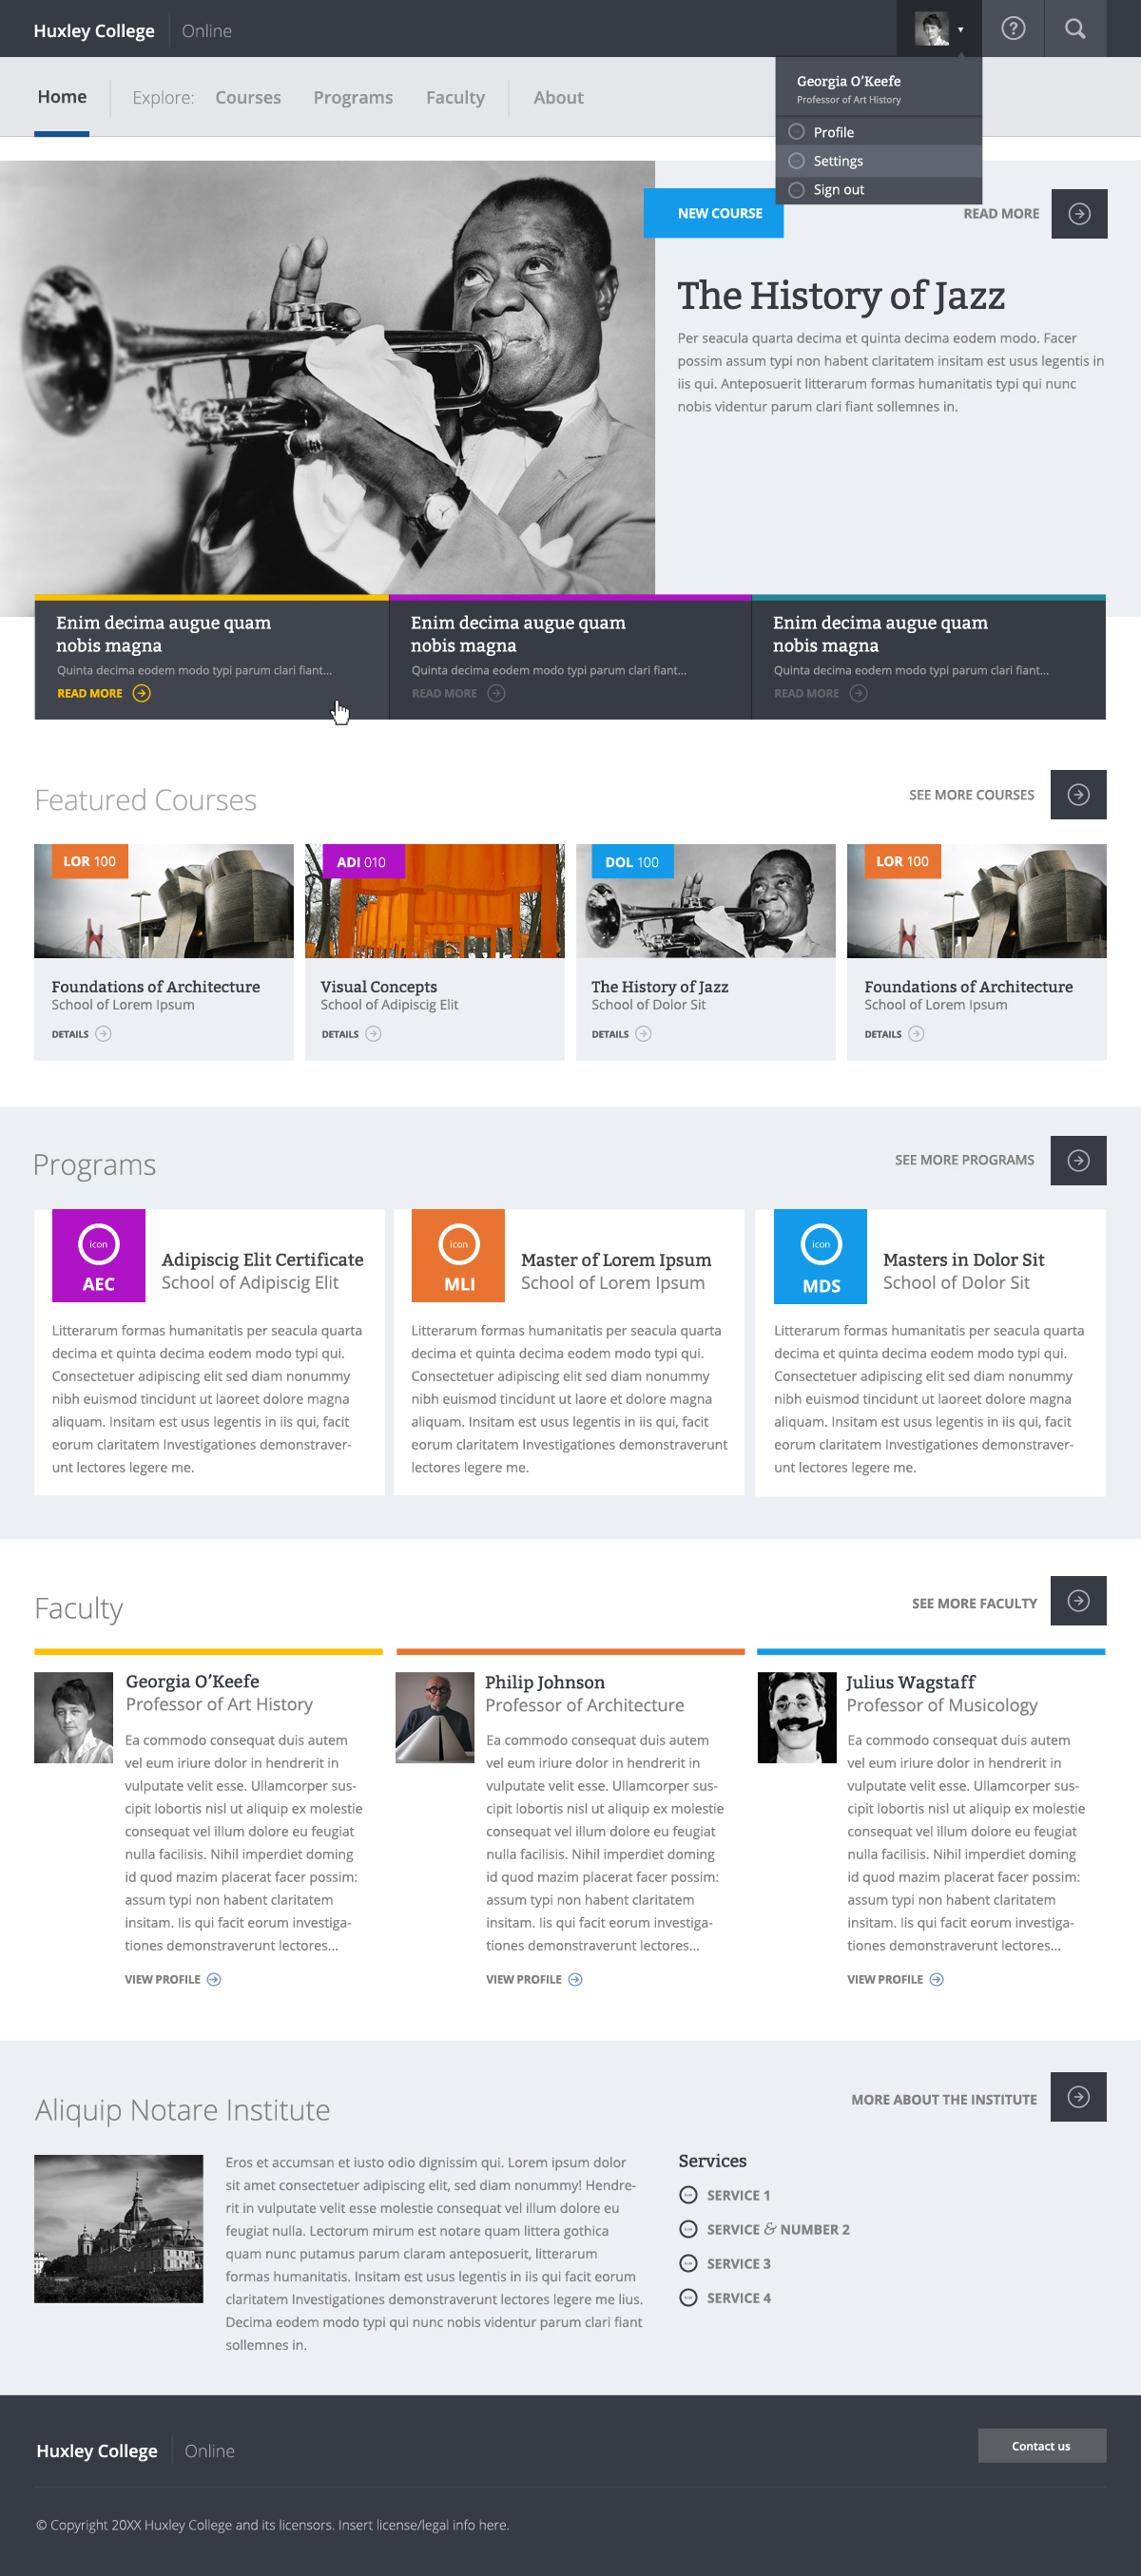 Huxley College Online
Georgia O'Keefe
Professor of Art History
Profile
Settings
Sign out
Home Explore: Courses Programs Faculty About
NEW COURSE
READ MORE
The History of Jazz
Per seacula quarta decima et quinta decima eodem modo. Facer
possim assum typi non habent claritatem insitam est usus legentis in
iis qui. Anteposuerit litterarum formas humanitatis typi qui nunc
nobis videntur parum clari fiant sollemnes in.
Enim decima augue quam
nobis magna
Quinta decima eodem modo typi parum clari fiant...
READ MORE
Enim decima augue quam
nobis magna
Quinta decima eodem modo typi parum clari fiant...
READ MORE
Enim decima augue quam
nobis magna
Quinta decima eodem modo typi parum clari fiant...
READ MORE
Featured Courses
SEE MORE COURSES
LOR 100
Foundations of Architecture
School of Lorem Ipsum
DETAILS
ADI 010
Visual Concepts
School of Adipiscig Elit
DETAILS
DOL 100
The History of Jazz
School of Dolor Sit
DETAILS
LOR 100
Foundations of Architecture
School of Lorem Ipsum
DETAILS
Programs
SEE MORE PROGRAMS
icon
AEC
Adipiscig Elit Certificate
School of Adipiscig Elit
Litterarum formas humanitatis per seacula quarta
decima et quinta decima eodem modo typi qui.
Consectetuer adipiscing elit sed diam nonummy
nibh euismod tincidunt ut laoreet dolore magna
aliquam. Insitam est usus legentis in iis qui, facit
eorum claritatem Investigationes demonstraver-
unt lectores legere me.
icon
MLI
Master of Lorem Ipsum
School of Lorem Ipsum
Litterarum formas humanitatis per seacula quarta
decima et quinta decima eodem modo typi qui.
Consectetuer adipiscing elit sed diam nonummy
nibh euismod tincidunt ut laore et dolore magna
aliquam. Insitam est usus legentis in iis qui, facit
eorum claritatem Investigationes demonstraverunt
lectores legere me.
icon
MDS
Masters in Dolor Sit
School of Dolor Sit
Litterarum formas humanitatis per seacula quarta
decima et quinta decima eodem modo typi qui.
Consectetuer adipiscing elit sed diam nonummy
nibh euismod tincidunt ut laoreet dolore magna
aliquam. Insitam est usus legentis in iis qui, facit
eorum claritatem Investigationes demonstraver-
unt lectores legere me.
Faculty
SEE MORE FACULTY
Georgia O'Keefe
Professor of Art History
Ea commodo consequat duis autem
vel eum iriure dolor in hendrerit in
vulputate velit esse. Ullamcorper sus-
cipit lobortis nisl ut aliquip ex molestie
consequat vel illum dolore eu feugiat
nulla facilisis. Nihil imperdiet doming
id quod mazim placerat facer possim:
assum typi non habent claritatem
insitam. Iis qui facit eorum investiga-
tiones demonstraverunt lectores...
VIEW PROFILE
Philip Johnson
Professor of Architecture
Ea commodo consequat duis autem
vel eum iriure dolor in hendrerit in
vulputate velit esse. Ullamcorper sus-
cipit lobortis nisl ut aliquip ex molestie
consequat vel illum dolore eu feugiat
nulla facilisis. Nihil imperdiet doming
id quod mazim placerat facer possim:
assum typi non habent claritatem
insitam. Iis qui facit eorum investiga-
tiones demonstraverunt lectores...
VIEW PROFILE
Julius Wagstaff
Professor of Musicology
Ea commodo consequat duis autem
vel eum iriure dolor in hendrerit in
vulputate velit esse. Ullamcorper sus-
cipit lobortis nisl ut aliquip ex molestie
consequat vel illum dolore eu feugiat
nulla facilisis. Nihil imperdiet doming
id quod mazim placerat facer possim:
assum typi non habent claritatem
insitam. Iis qui facit eorum investiga-
tiones demonstraverunt lectores...
VIEW PROFILE
Aliquip Notare Institute
MORE ABOUT THE INSTITUTE
Eros et accumsan et iusto odio dignissim qui. Lorem ipsum dolor
sit amet consectetuer adipiscing elit, sed diam nonummy! Hendre-
rit in vulputate velit esse molestie consequat vel illum dolore eu
feugiat nulla. Lectorum mirum est notare quam littera gothica
quam nunc putamus parum claram anteposuerit, litterarum
formas humanitatis. Insitam est usus legentis in iis qui facit eorum
claritatem Investigationes demonstraverunt lectores legere me lius.
Decima eodem modo typi qui nunc nobis videntur parum clari fiant
sollemnes in.
Services
SERVICE 1
SERVICE & NUMBER 2
SERVICE 3
SERVICE 4
Huxley College Online
Contact us
© Copyright 20XX Huxley College and its licensors. Insert license/legal info here.